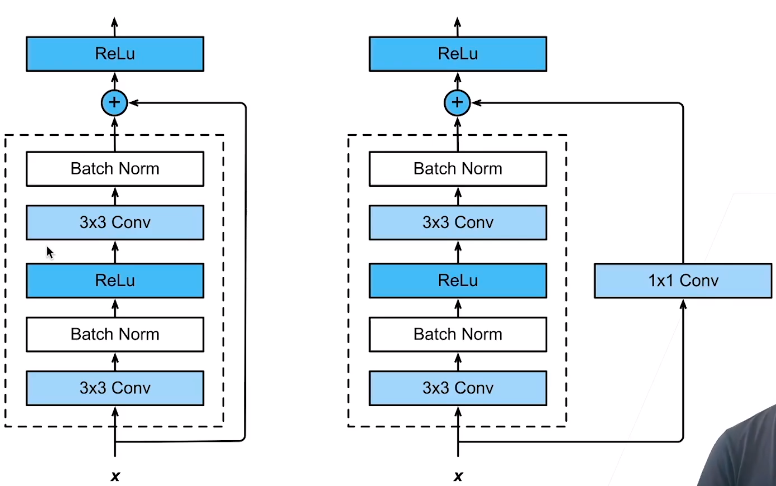 ReLu
+
Batch Norm
3x3 Conv
ReLu
Batch Norm
3x3 Conv
x
ReLu
+
Batch Norm
3x3 Conv
ReLu
1x1 Conv
Batch Norm
3x3 Conv
x